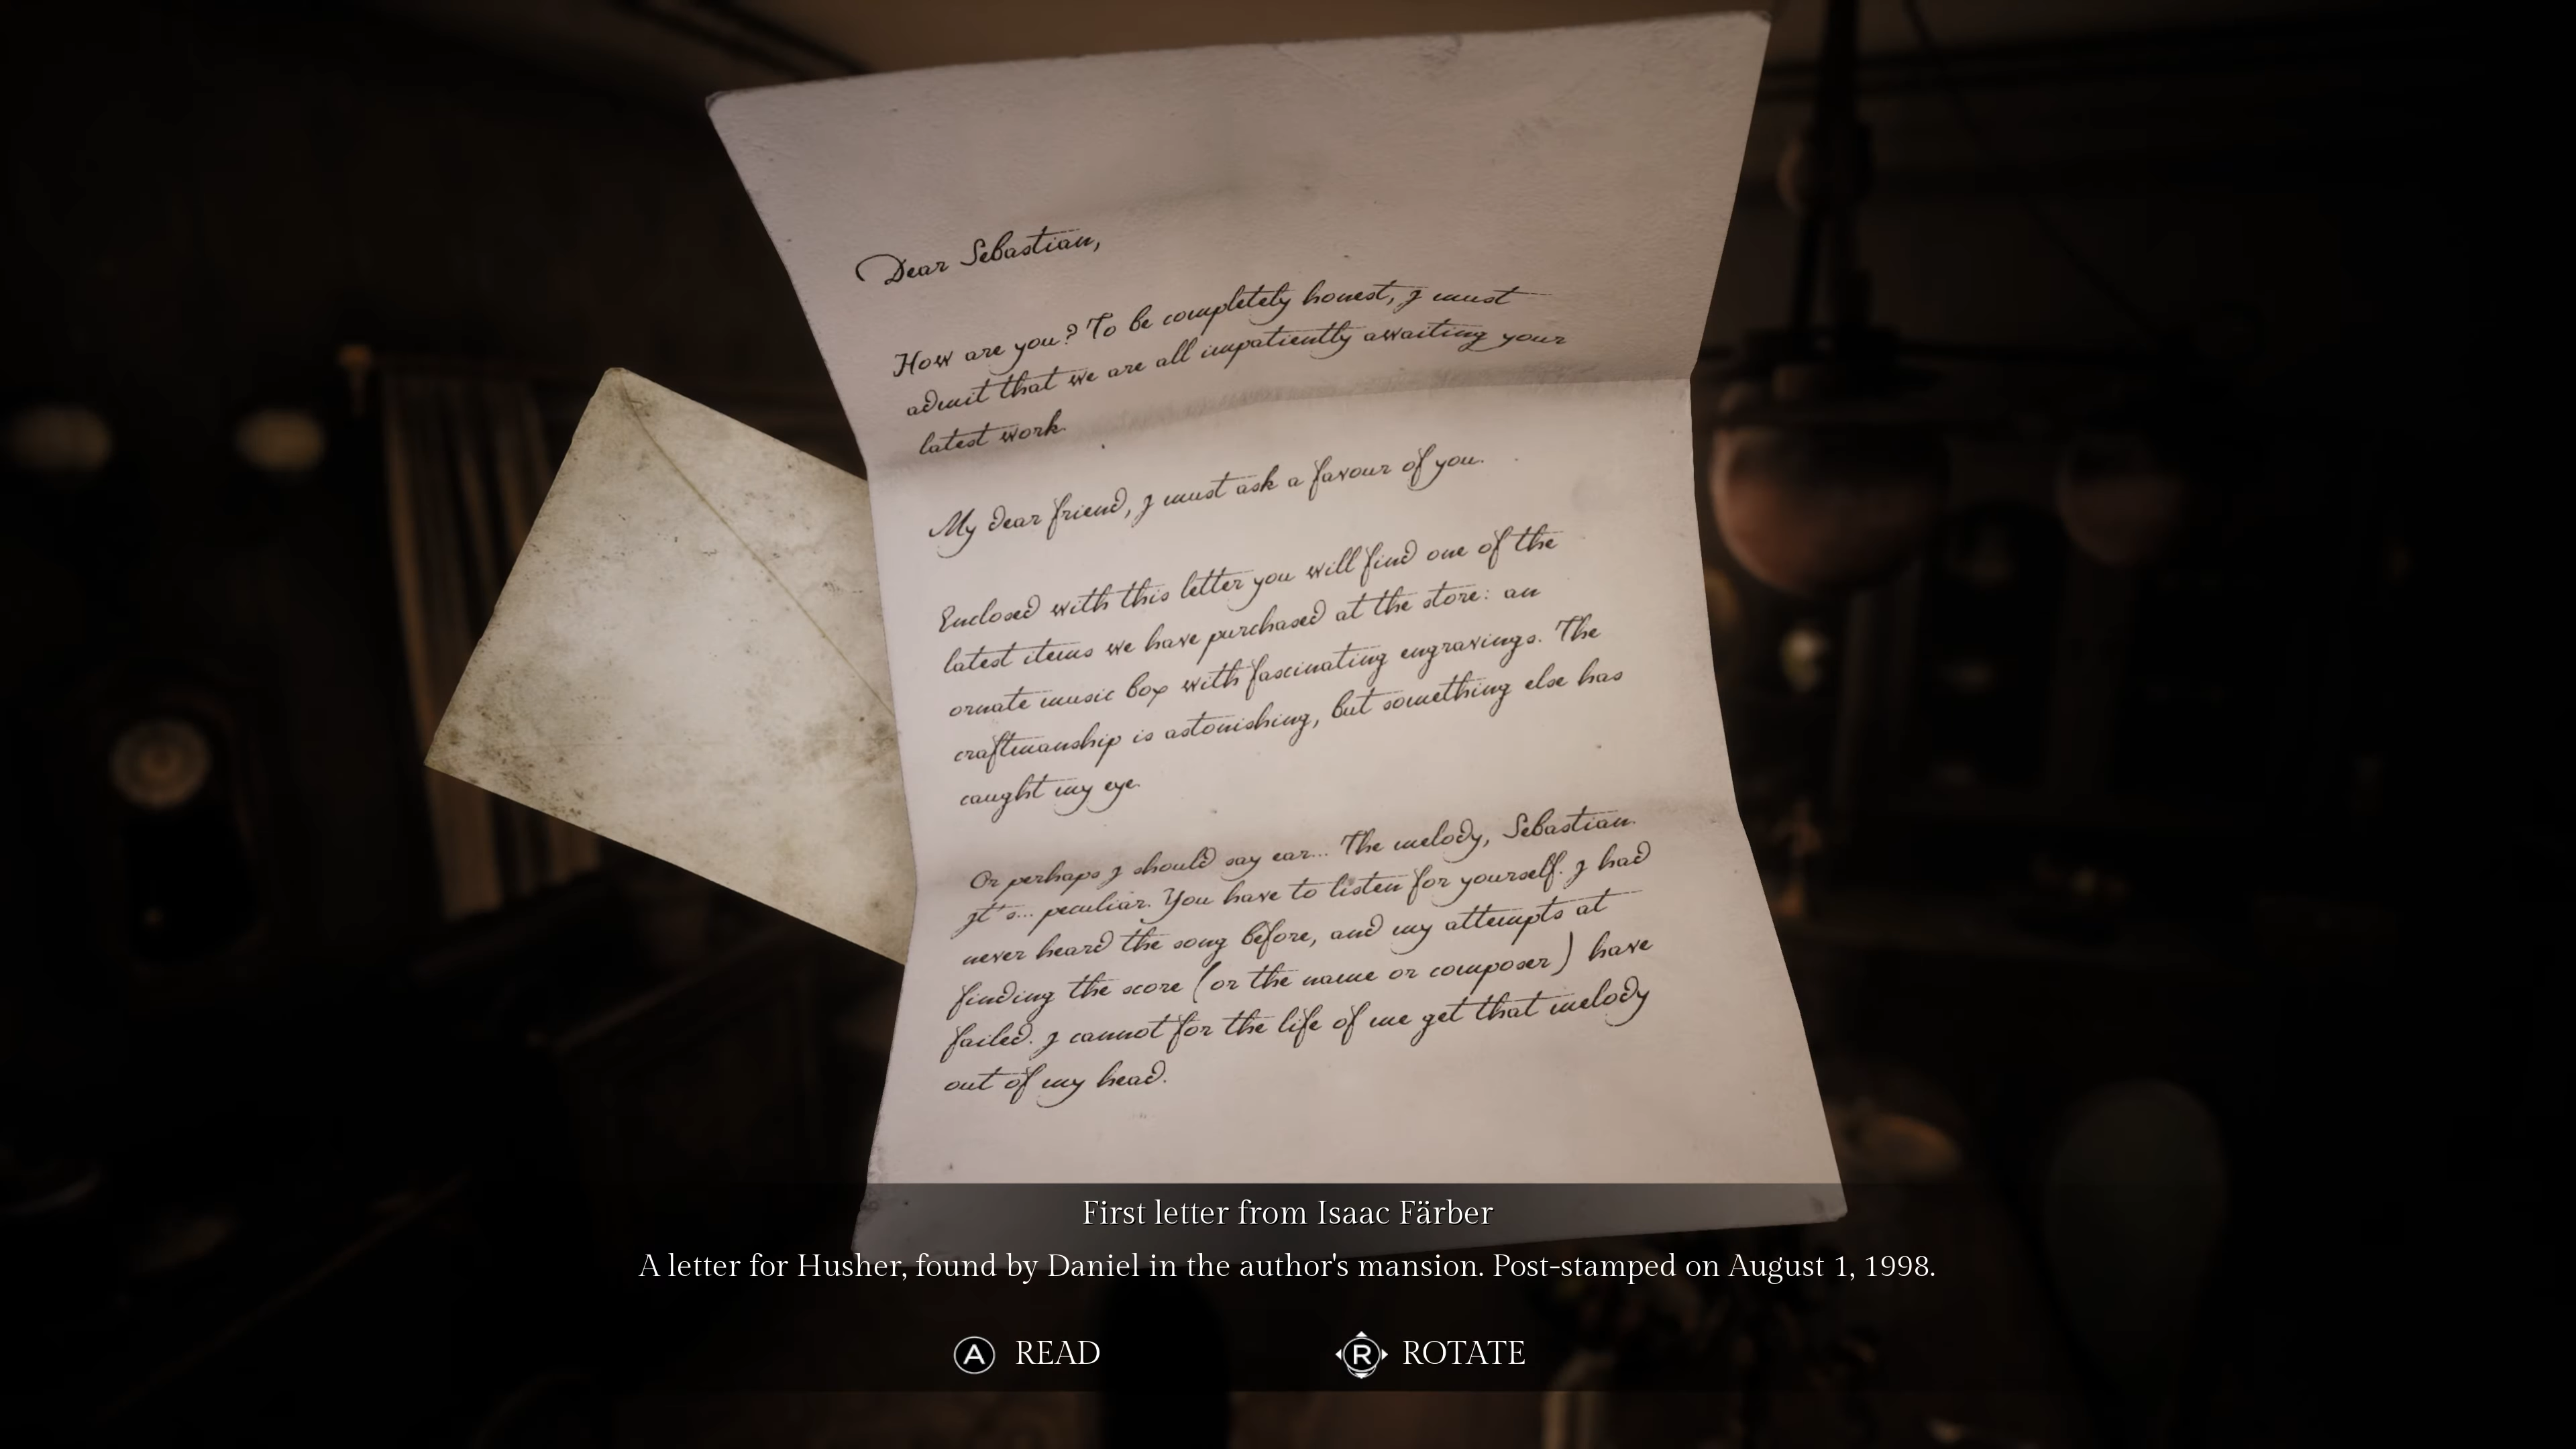 Dear Sebastian,
How are you? To be completely honest, I must
admit that we are all impatiently awaiting your
latest work.
My dear friend, I must ask a favour of you.
Enclosed with this letter you will find one of the
latest items we have purchased at the store: an
ornate music box with fascinating engravings. The
craftmanship is astonishing, but something else has
caught my eye.
Or perhaps I should say ear... The melody, Sebastian.
It's... peculiar. You have to listen for yourself. I had
never heard the song before, and my attempts at
finding the score (or the name or composer) have
failed. I cannot for the life of me get that melody
out of my head.
First letter from Isaac Färber
A letter for Husher, found by Daniel in the author's mansion. Post-stamped on August 1, 1998.
A READ R ROTATE